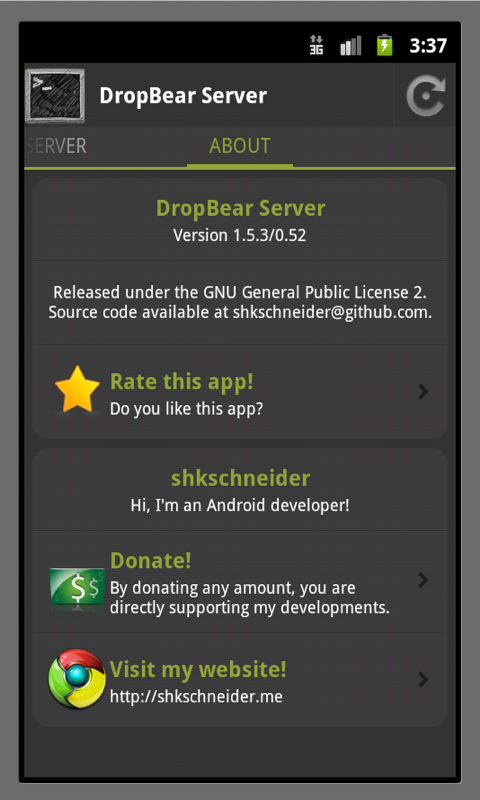 3G
3:37
>_
DropBear Server
SERVER
ABOUT
DropBear Server
Version 1.5.3/0.52
Released under the GNU General Public License 2.
Source code available at shkschneider@github.com.
Rate this app!
Do you like this app?
shkschneider
Hi, I'm an Android developer!
Donate!
$ $
By donating any amount, you are
directly supporting my developments.
Visit my website!
http://shkschneider.me